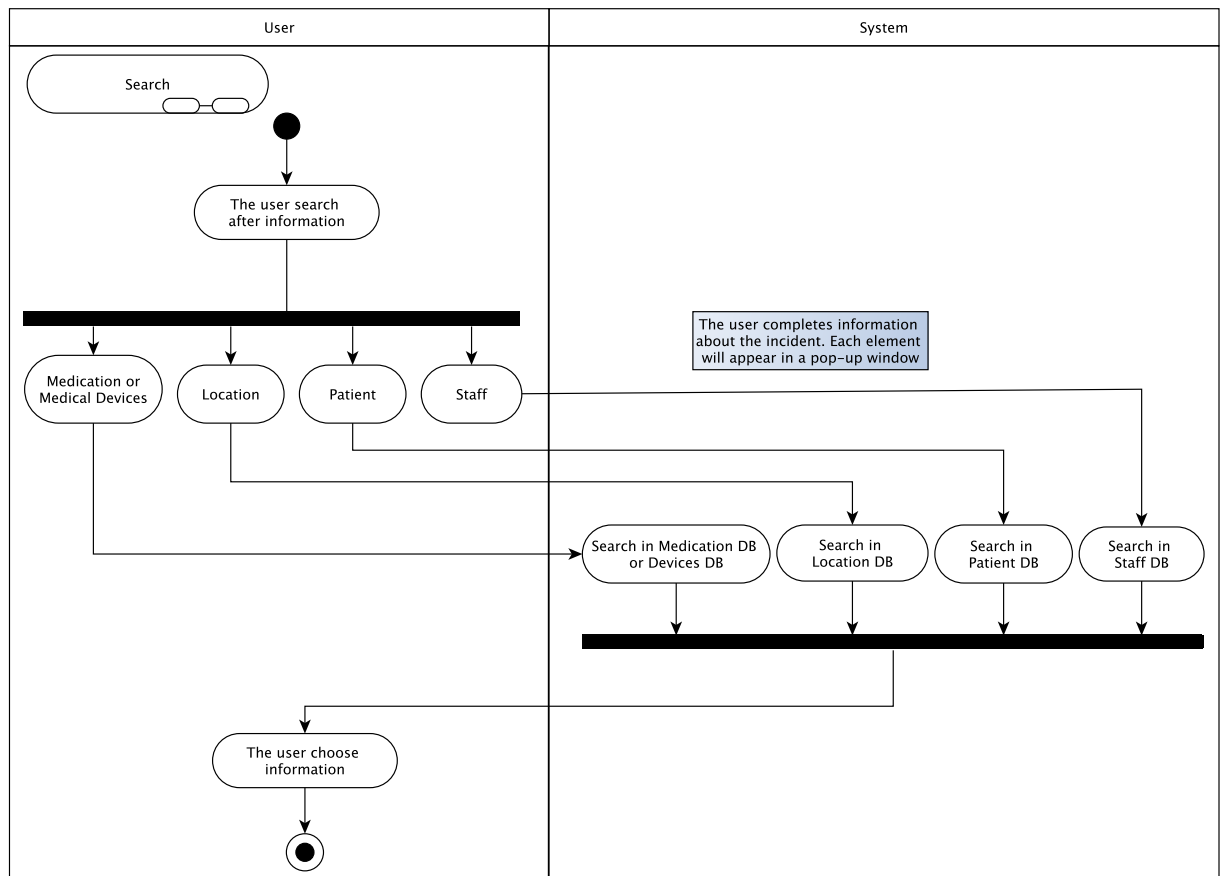 User
System
Search
The user search
after information
The user completes information
about the incident. Each element
will appear in a pop-up window
Medication or
Medical Devices
Location
Patient
Staff
Search in Medication DB
or Devices DB
Search in
Location DB
Search in
Patient DB
Search in
Staff DB
The user choose
information